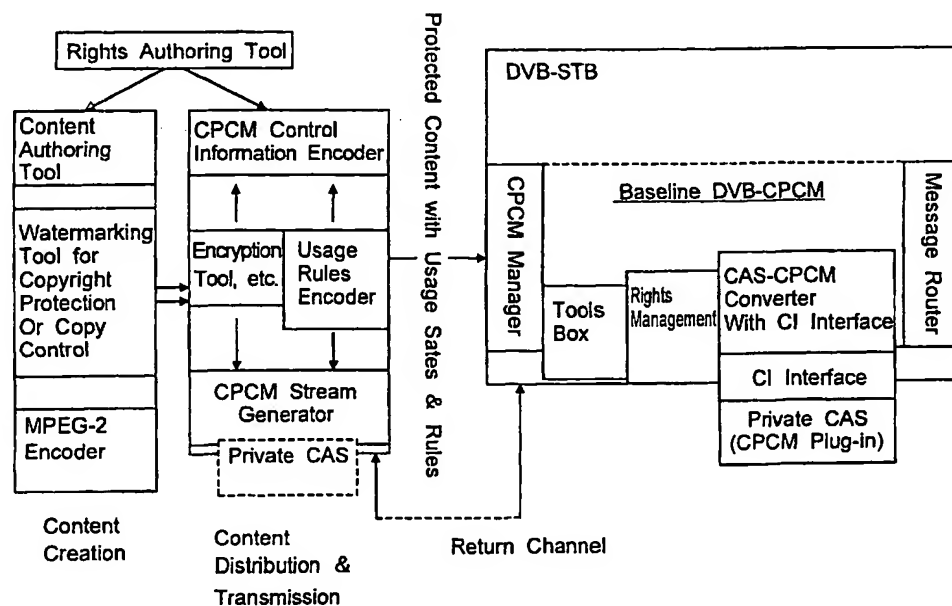 Rights Authoring Tool
Content
Authoring
Tool
Watermarking
Tool for
Copyright
Protection
Or Copy
Control
MPEG-2
Encoder
Content
Creation
CPCM Control
Information Encoder
Encryption
Tool, etc.
Usage
Rules
Encoder
CPCM Stream
Generator
Private CAS
Content
Distribution &
Transmission
Protected Content with Usage Sates & Rules
Return Channel
DVB-STB
CPCM Manager
Baseline DVB-CPCM
Tools
Box
Rights
Management
CAS-CPCM
Converter
With CI Interface
CI Interface
Private CAS
(CPCM Plug-in)
Message Router